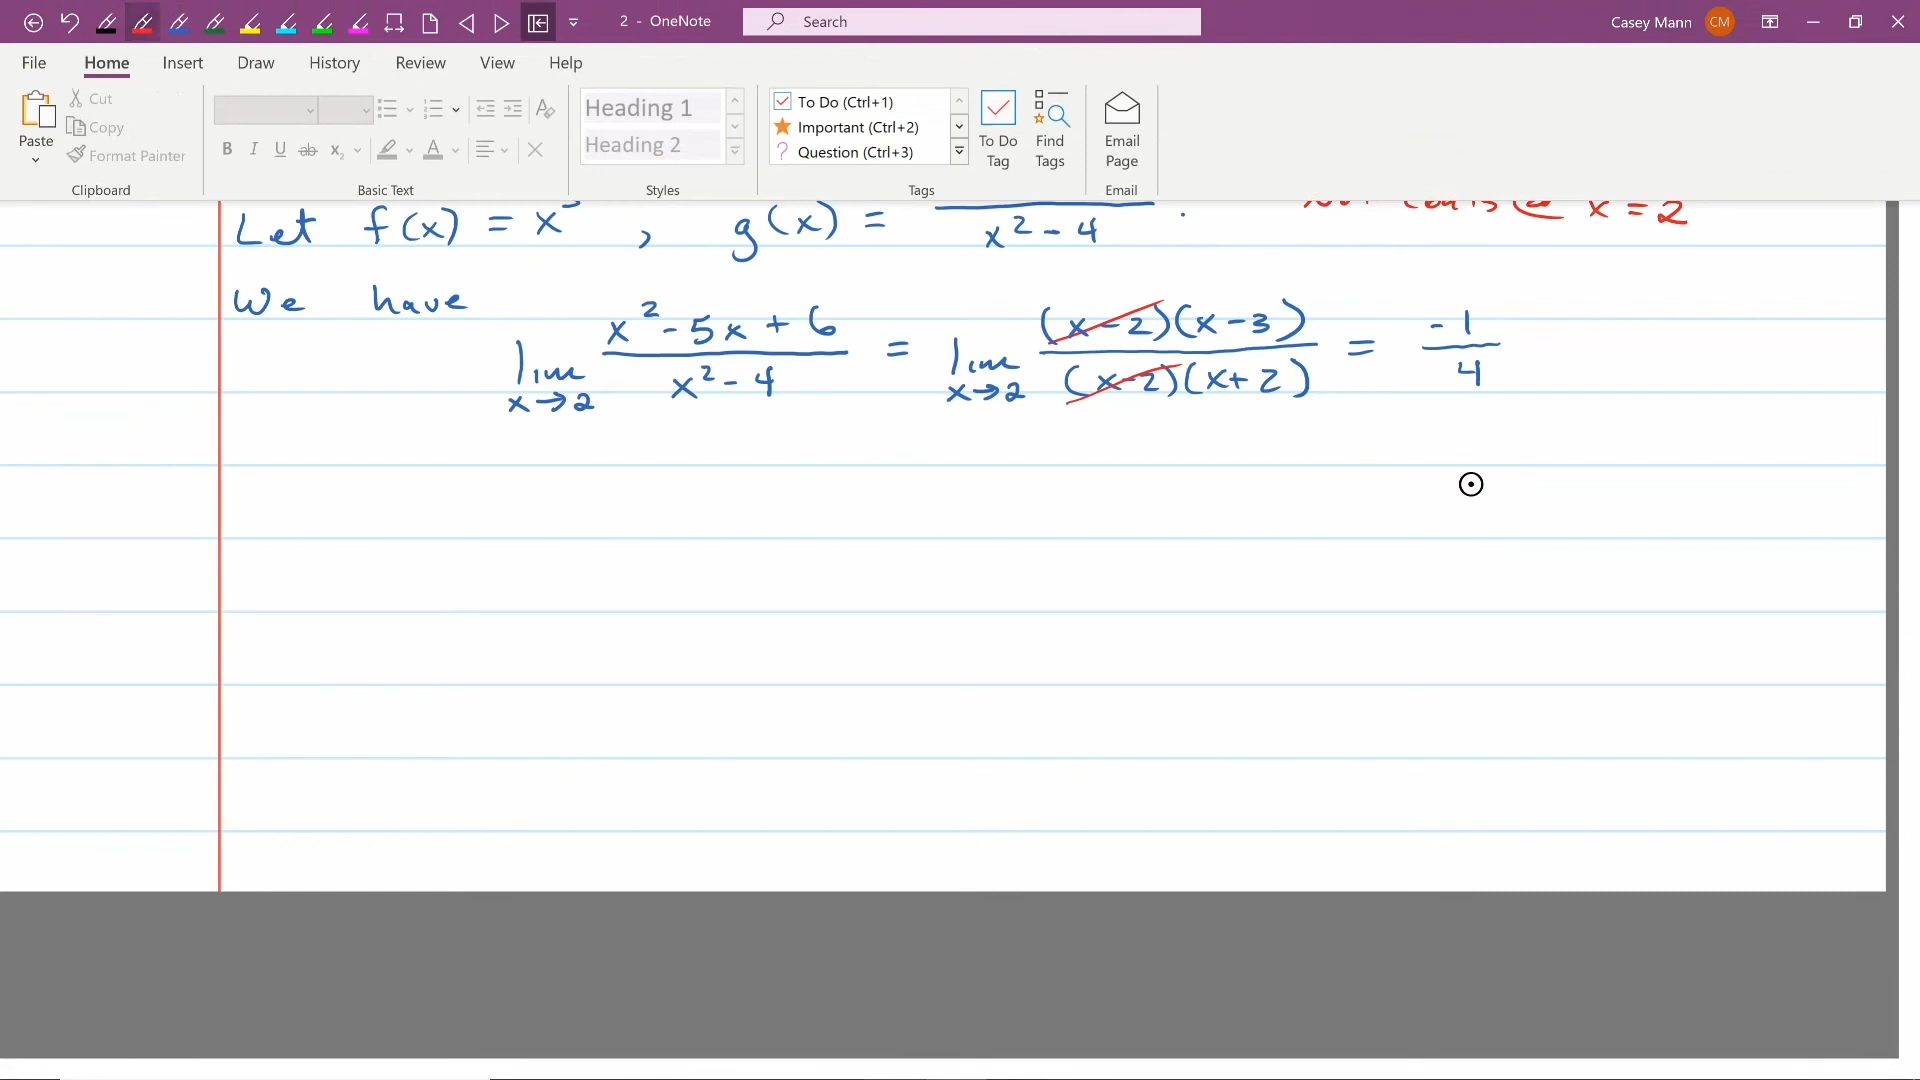 2 - OneNote
Search
Casey Mann CM
File Home Insert Draw History Review View Help
Paste
Cut
Copy
Format Painter
Clipboard
B I U ab x₂ A
Basic Text
Heading 1
Heading 2
Styles
To Do (Ctrl+1)
Important (Ctrl+2)
Question (Ctrl+3)
To Do Tag
Find Tags
Tags
Email Page
Email
Let f(x) = x , g(x) = / x² - 4 . x = 2
We have
lim x→2 (x² - 5x + 6)/(x² - 4) = lim x→2 ((x-2)(x-3))/((x-2)(x+2)) = -1/4